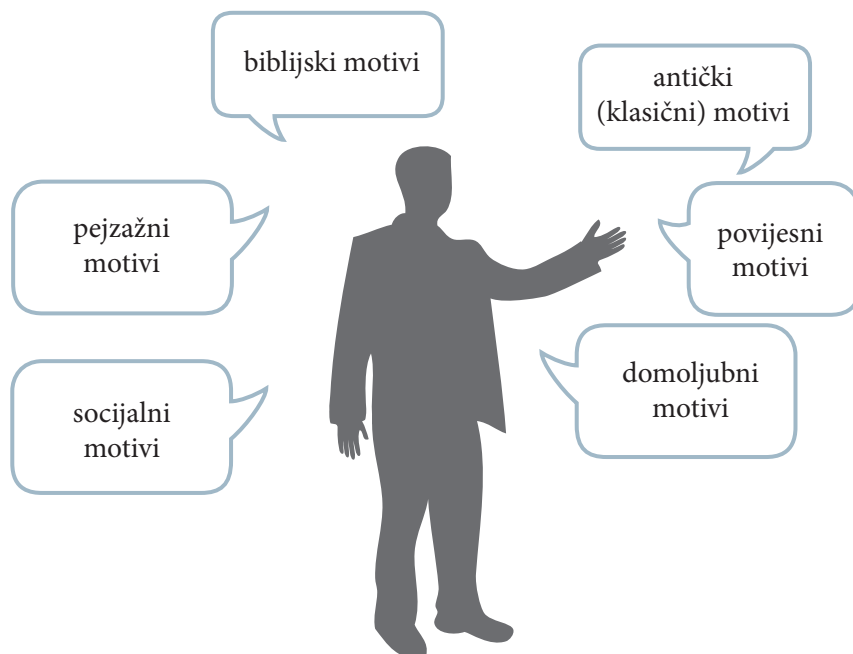 biblijski motivi
antički
(klasični) motivi
pejzažni
motivi
povijesni
motivi
socijalni
motivi
domoljubni
motivi